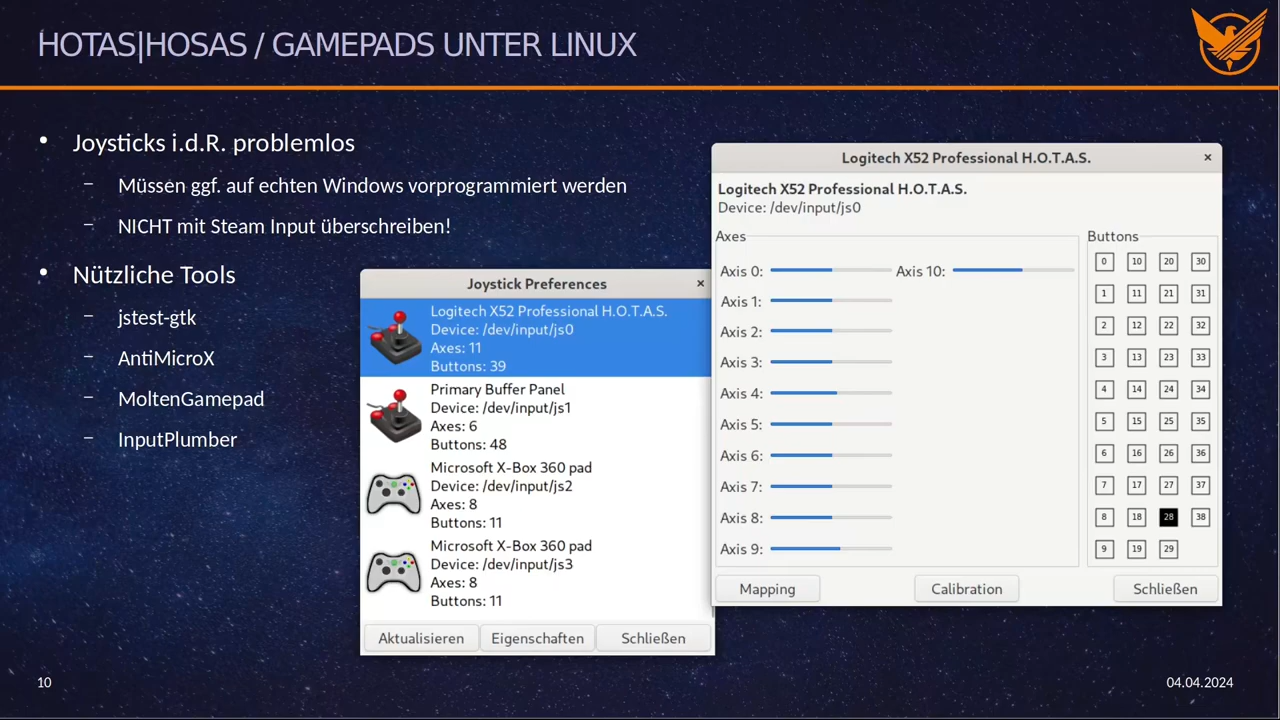 HOTAS|HOSAS / GAMEPADS UNTER LINUX
• Joysticks i.d.R. problemlos
– Müssen ggf. auf echten Windows vorprogrammiert werden
– NICHT mit Steam Input überschreiben!
• Nützliche Tools
– jstest-gtk
– AntiMicroX
– MoltenGamepad
– InputPlumber
Joystick Preferences ×
Logitech X52 Professional H.O.T.A.S.
Device: /dev/input/js0
Axes: 11
Buttons: 39
Primary Buffer Panel
Device: /dev/input/js1
Axes: 6
Buttons: 48
Microsoft X-Box 360 pad
Device: /dev/input/js2
Axes: 8
Buttons: 11
Microsoft X-Box 360 pad
Device: /dev/input/js3
Axes: 8
Buttons: 11
Aktualisieren Eigenschaften Schließen
Logitech X52 Professional H.O.T.A.S. ×
Logitech X52 Professional H.O.T.A.S.
Device: /dev/input/js0
Axes
Axis 0: Axis 10:
Axis 1:
Axis 2:
Axis 3:
Axis 4:
Axis 5:
Axis 6:
Axis 7:
Axis 8:
Axis 9:
Buttons
0 10 20 30
1 11 21 31
2 12 22 32
3 13 23 33
4 14 24 34
5 15 25 35
6 16 26 36
7 17 27 37
8 18 28 38
9 19 29
Mapping Calibration Schließen
10
04.04.2024